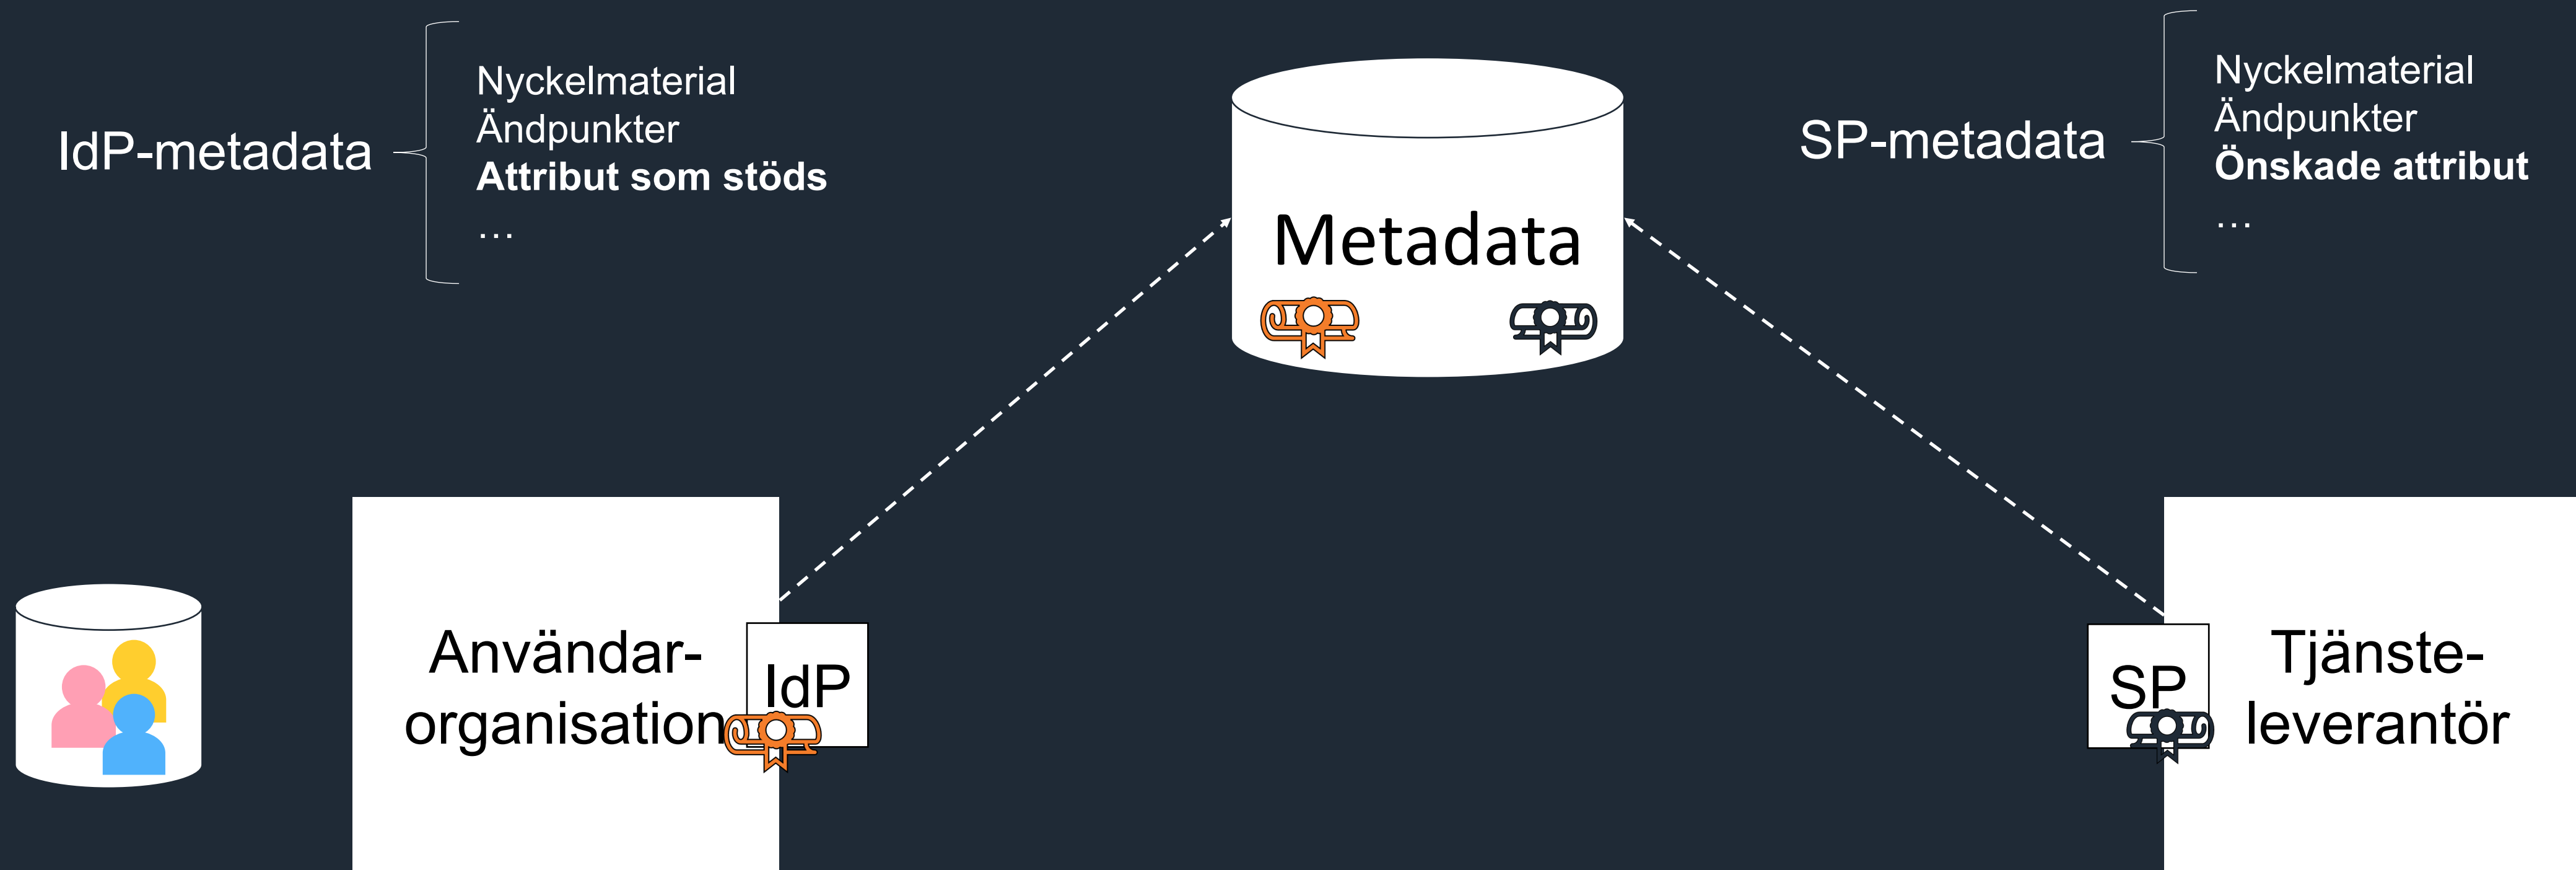 IdP-metadata
Nyckelmaterial
Ändpunkter
Attribut som stöds
…
Metadata
SP-metadata
Nyckelmaterial
Ändpunkter
Önskade attribut
…
Användar-
organisation
IdP
SP
Tjänste-
leverantör